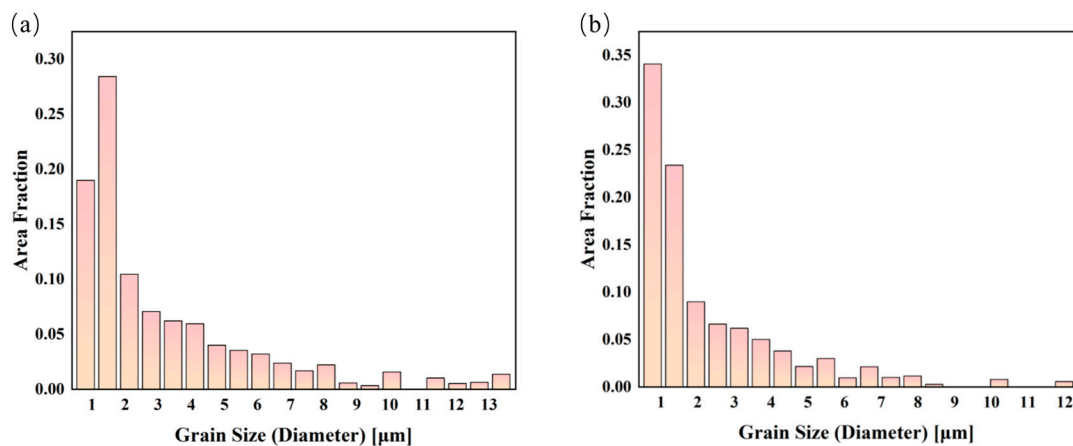 (a)
Area Fraction
0.30
0.25
0.20
0.15
0.10
0.05
0.00
1 2 3 4 5 6 7 8 9 10 11 12 13
Grain Size (Diameter) [μm]
(b)
Area Fraction
0.35
0.30
0.25
0.20
0.15
0.10
0.05
0.00
1 2 3 4 5 6 7 8 9 10 11 12
Grain Size (Diameter) [μm]